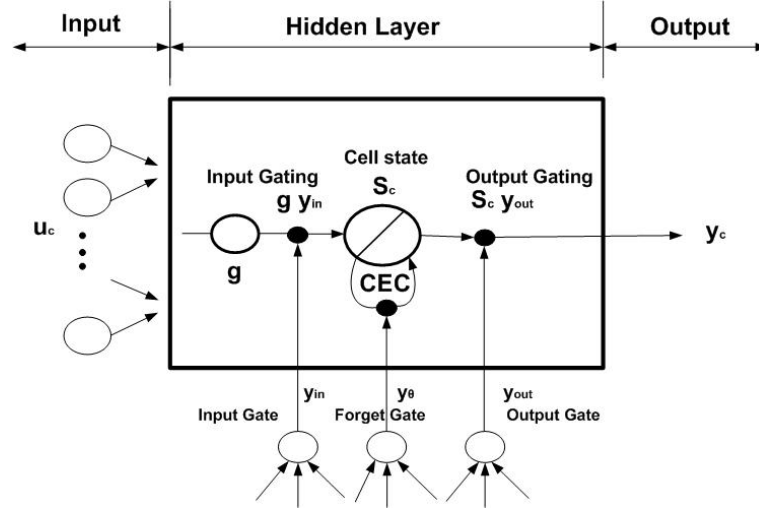 Input Hidden Layer Output
Cell state
Input Gating Sc Output Gating
g yin Sc yout
uc yc
g
CEC
yin yθ yout
Input Gate Forget Gate Output Gate